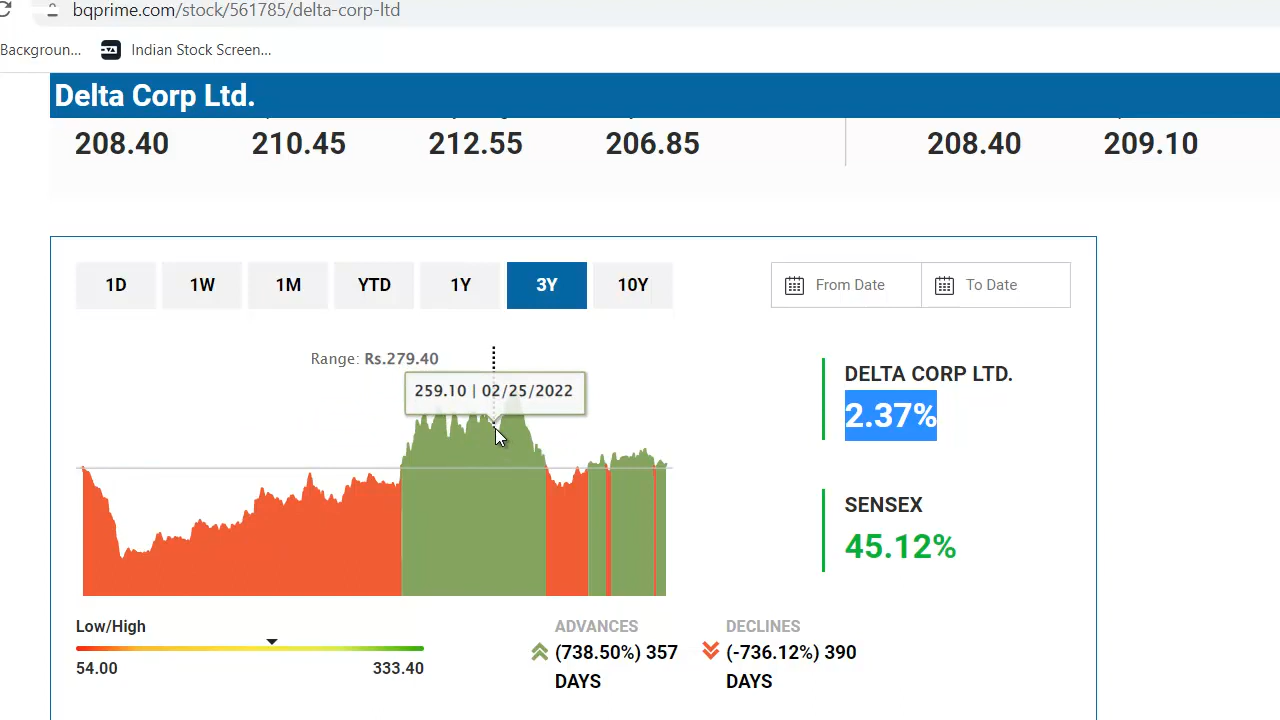 bqprime.com/stock/561785/delta-corp-ltd
Backgroun... Indian Stock Screen...
Delta Corp Ltd.
208.40 210.45 212.55 206.85 208.40 209.10
1D 1W 1M YTD 1Y 3Y 10Y From Date To Date
Range: Rs.279.40
259.10 | 02/25/2022
DELTA CORP LTD.
2.37%
SENSEX
45.12%
Low/High
54.00 333.40
ADVANCES
(738.50%) 357
DAYS
DECLINES
(-736.12%) 390
DAYS